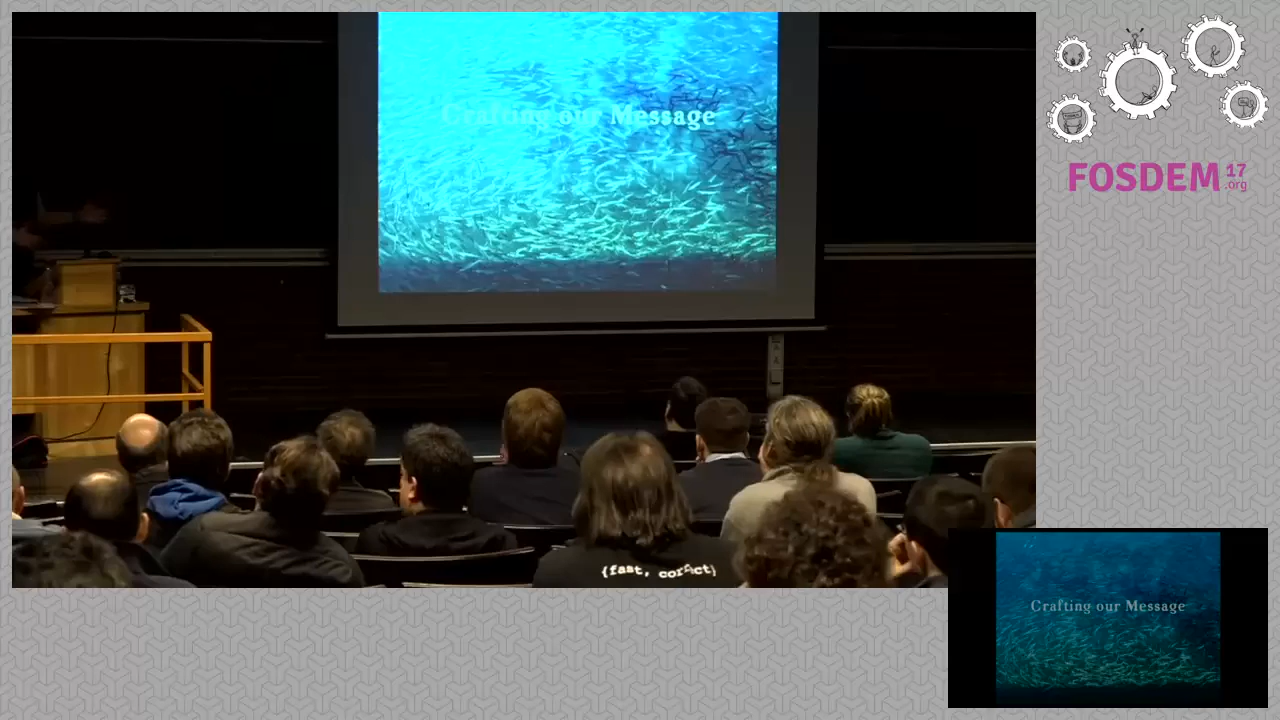 Crafting our Message
FOSDEM 17
.org
{fast, correct}
Crafting our Message